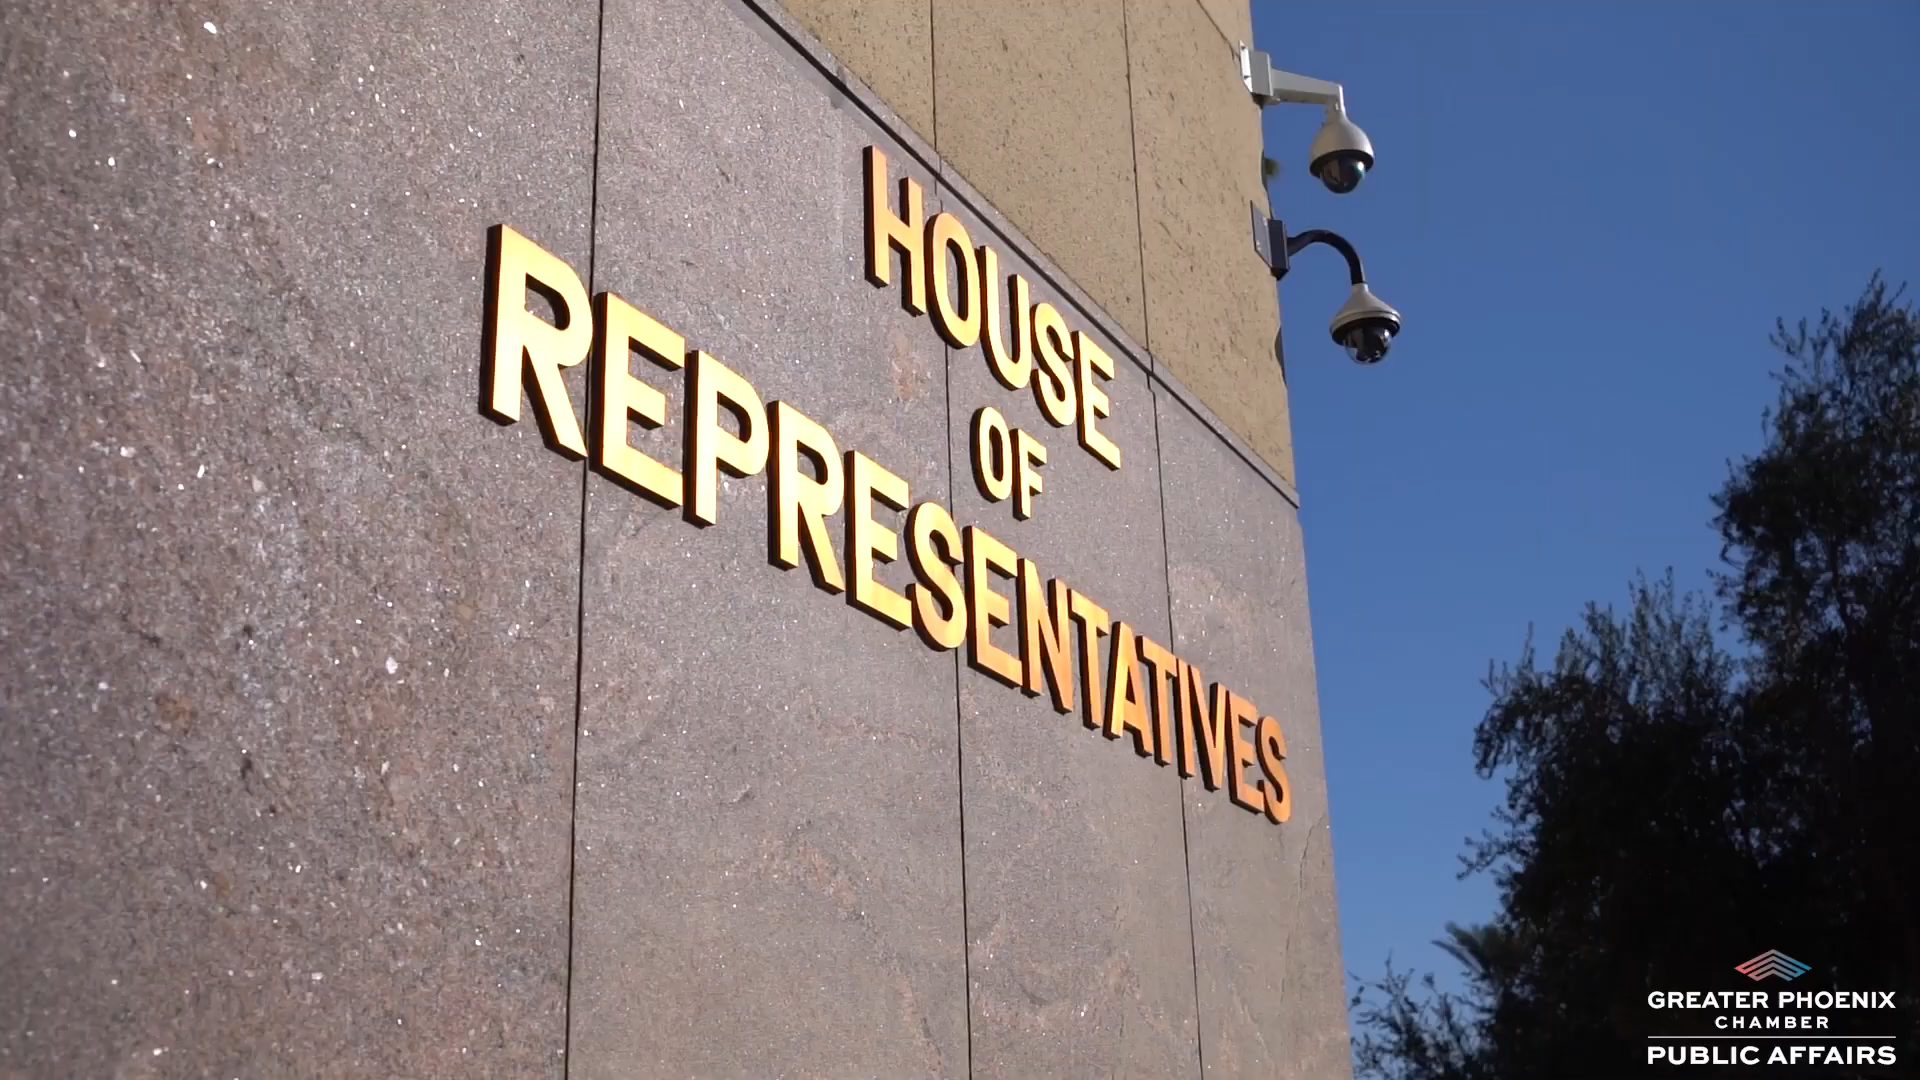 HOUSE
OF
REPRESENTATIVES
GREATER PHOENIX
CHAMBER
PUBLIC AFFAIRS